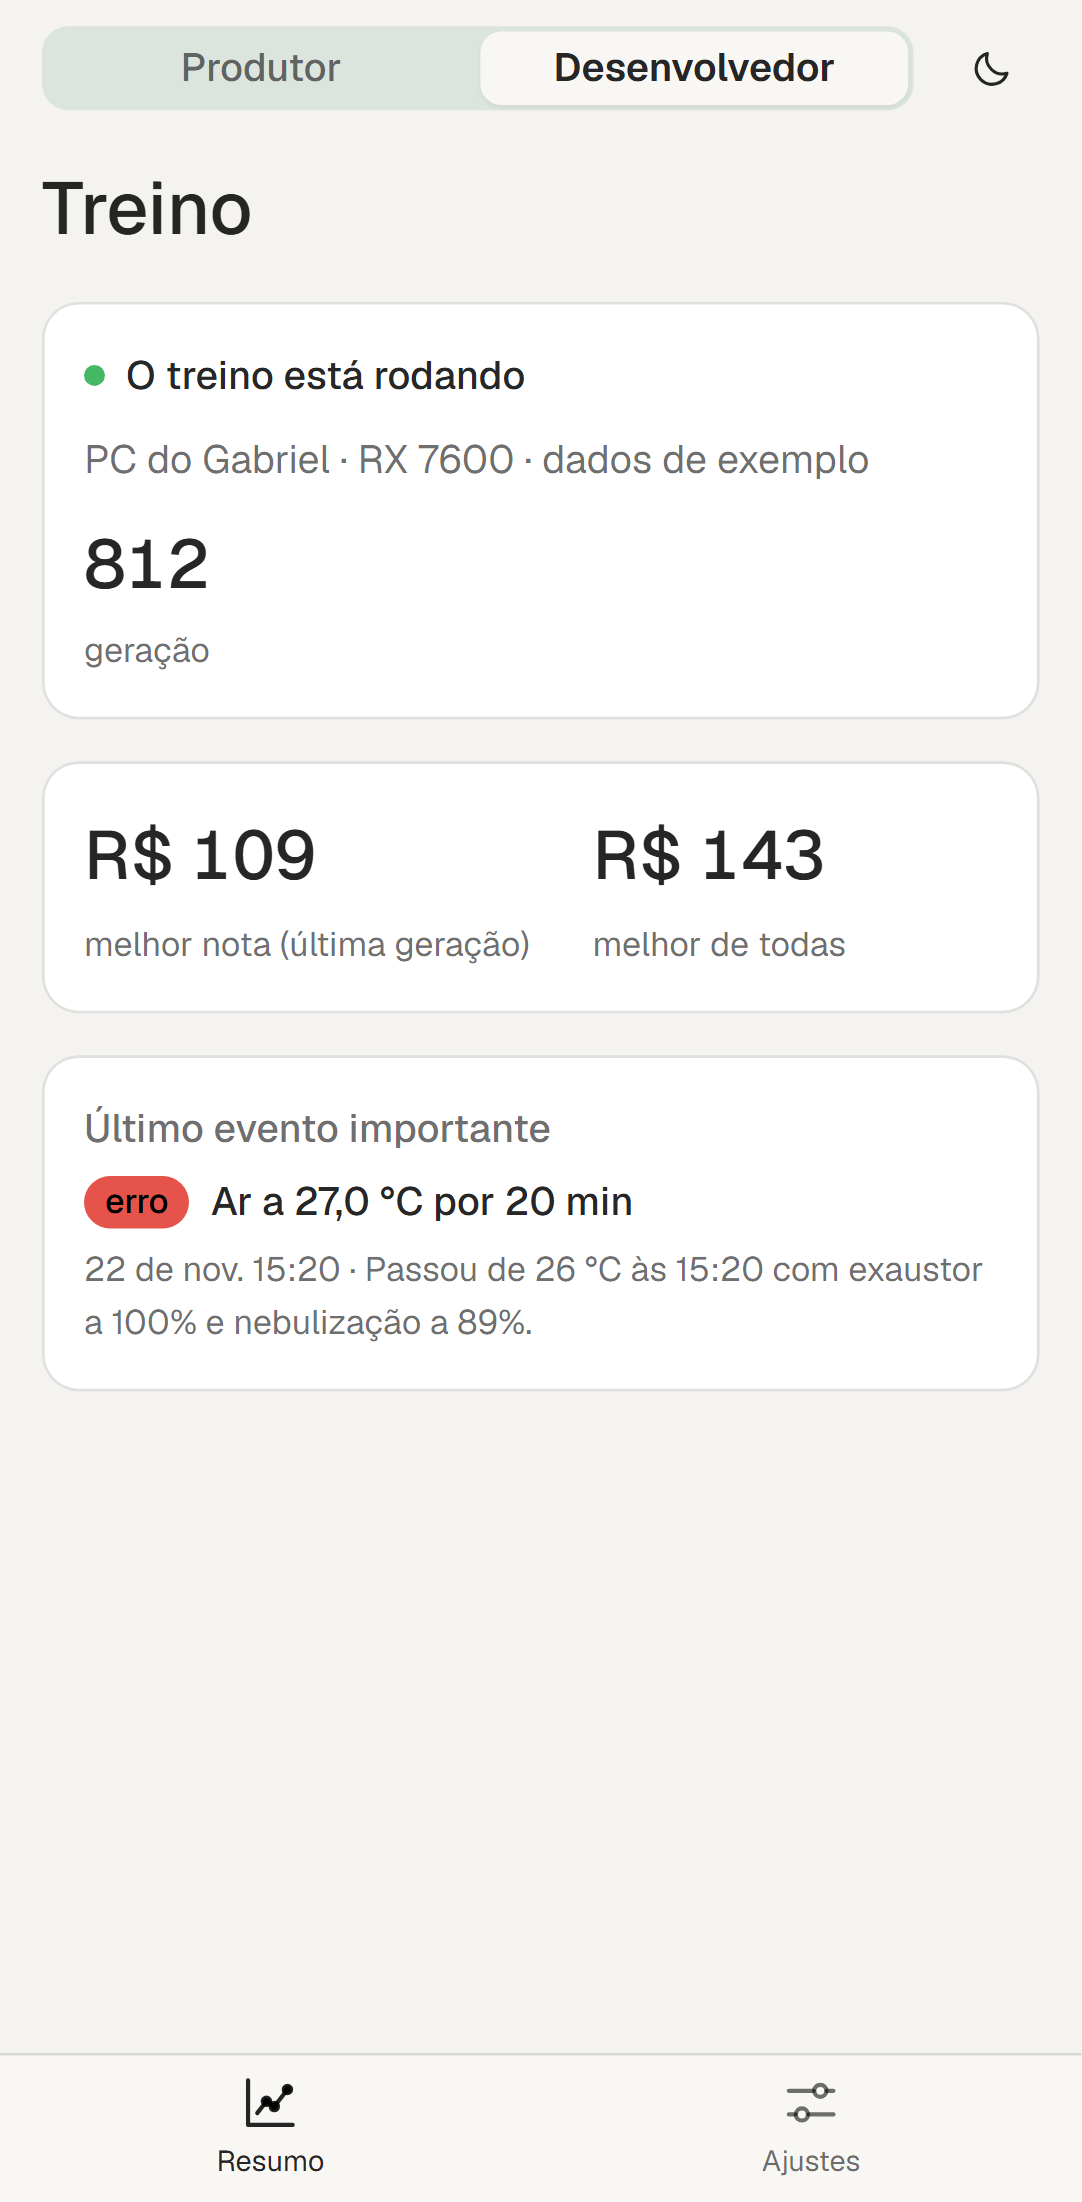 Produtor
Desenvolvedor
Treino
O treino está rodando
PC do Gabriel · RX 7600 · dados de exemplo
812
geração
R$ 109
melhor nota (última geração)
R$ 143
melhor de todas
Último evento importante
erro Ar a 27,0 °C por 20 min
22 de nov. 15:20 · Passou de 26 °C às 15:20 com exaustor
a 100% e nebulização a 89%.
Resumo
Ajustes